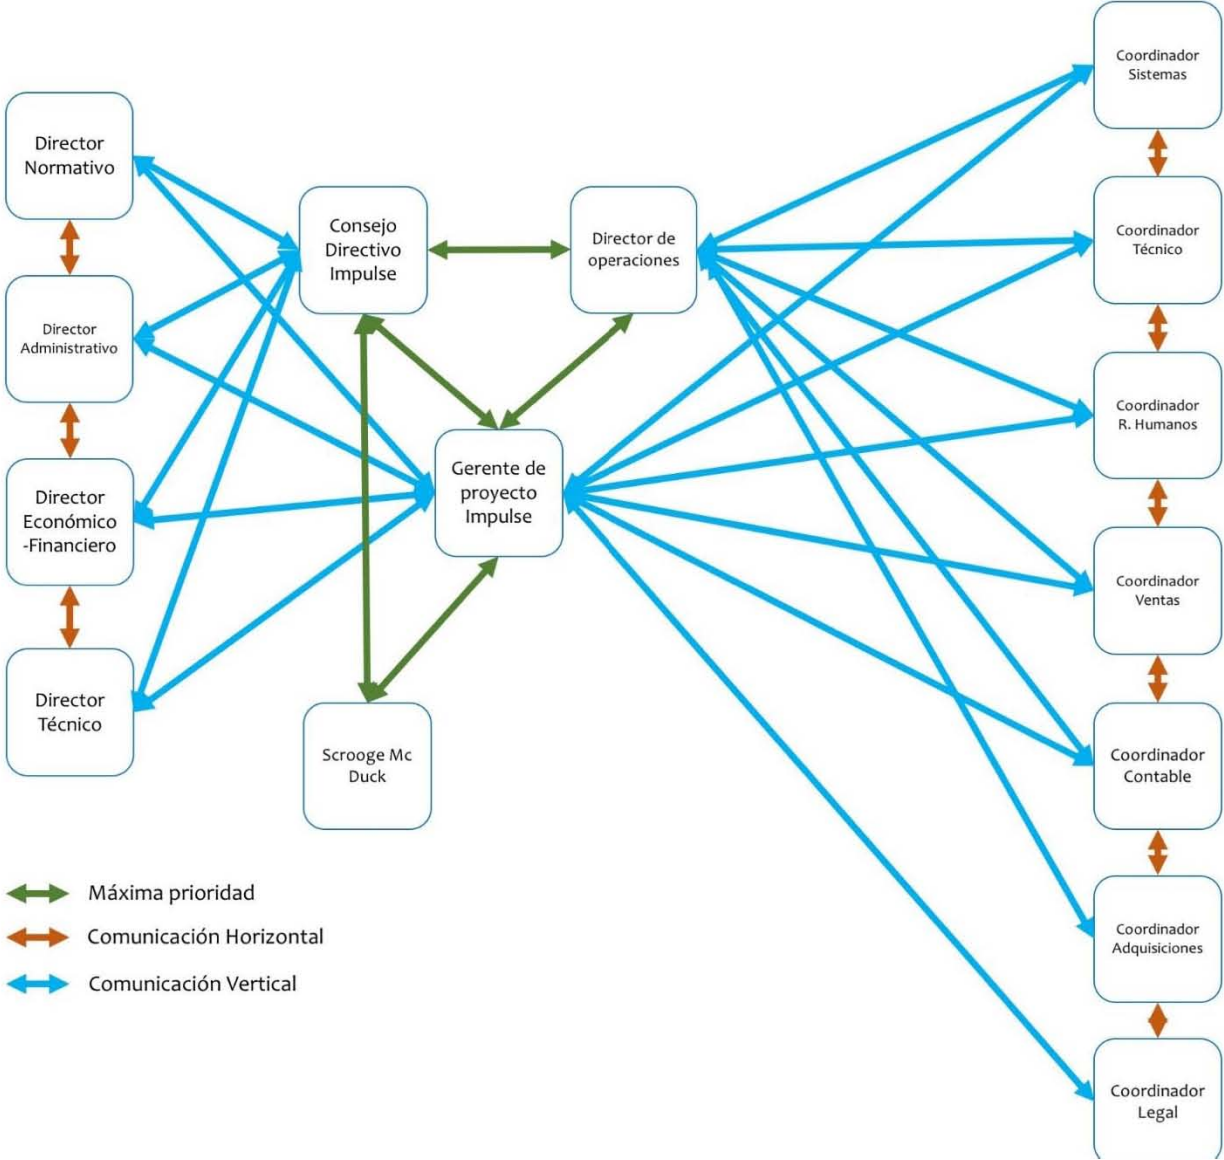 Coordinador
Sistemas
Director
Normativo
Consejo
Directivo
Impulse
Director de
operaciones
Coordinador
Técnico
Director
Administrativo
Coordinador
R. Humanos
Gerente de
proyecto
Impulse
Director
Económico
-Financiero
Coordinador
Ventas
Director
Técnico
Scrooge Mc
Duck
Coordinador
Contable
Máxima prioridad
Comunicación Horizontal
Comunicación Vertical
Coordinador
Adquisiciones
Coordinador
Legal